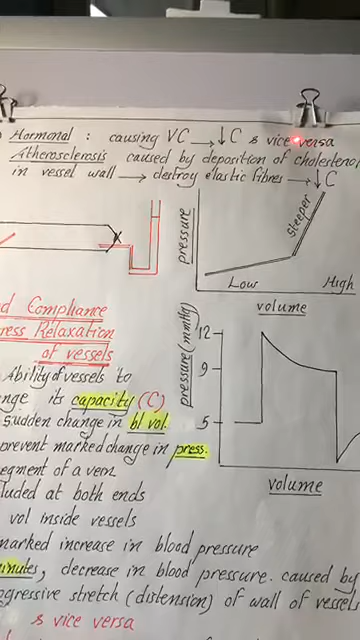 Hormonal : causing VC → ↓C & vice versa
Atherosclerosis caused by deposition of cholesterol
in vessel wall → destroy elastic fibres → ↓C
pressure
steeper
Low High
volume
d Compliance
ress Relaxation
of vessels
Ability of vessels to
nge its capacity (C)
sudden change in bl vol.
prevent marked change in press.
egment of a vein
luded at both ends
vol inside vessels
marked increase in blood pressure
minutes, decrease in blood pressure. caused by
ogressive stretch (distension) of wall of vessels
& vice versa
pressure (mmHg)
12
9
5
volume